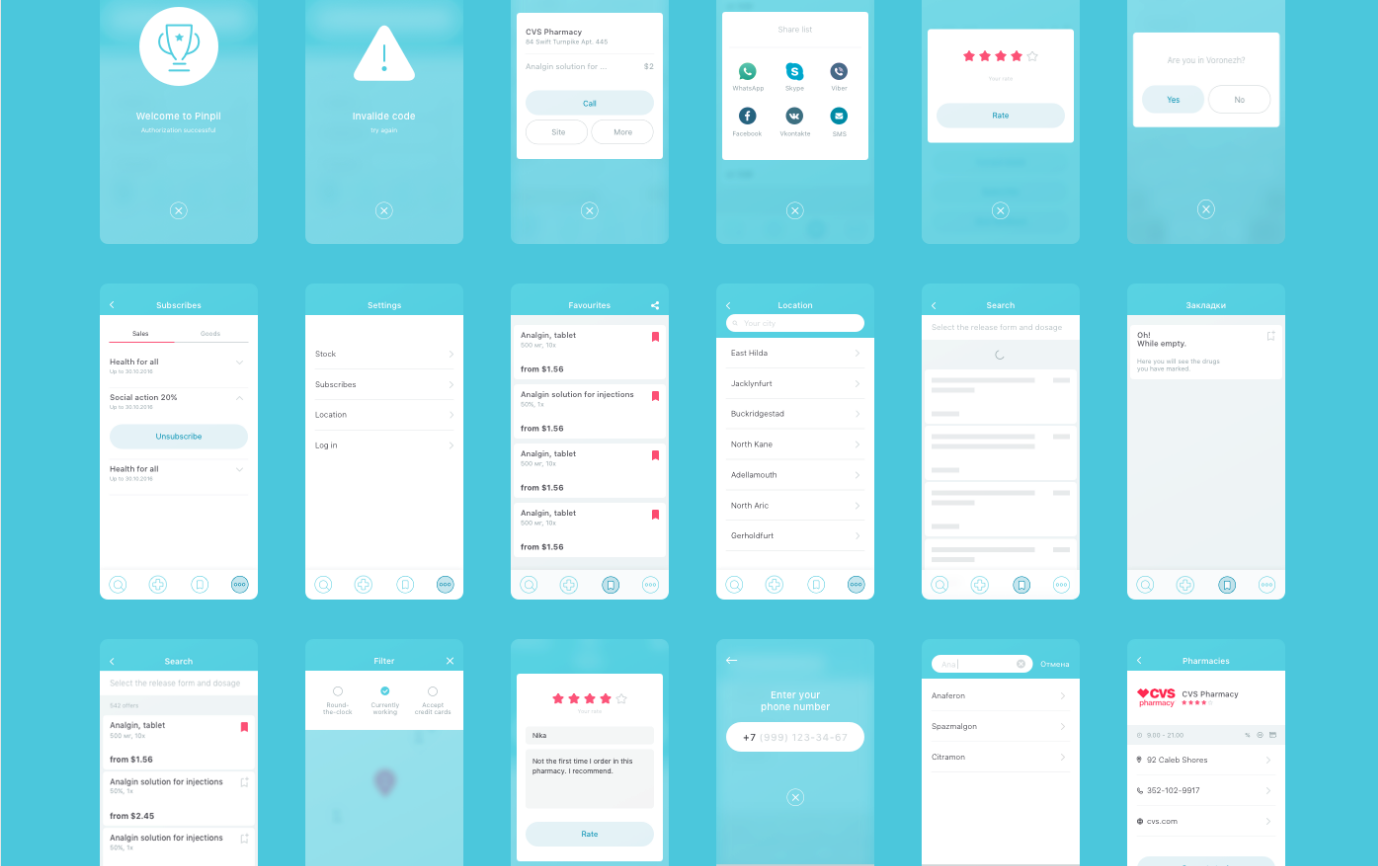 Welcome to Pinpil
Authorization successful
Invalide code
Try again
CVS Pharmacy
66 Swift Turnpike Apt. 445
Analgin solution for ... $2
Call
Site More
Share list
WhatsApp Skype Viber
Facebook Vkontakte SMS
Your rate
Rate
Are you in Voronezh?
Yes No
Subscribes
Sales Goods
Health for all
Up to 30.10.2018
Social action 20%
Up to 30.10.2018
Unsubscribe
Health for all
Up to 30.10.2018
Settings
Stock
Subscribes
Location
Log in
Favourites
Analgin, tablet
500 мг, 10x
from $1.56
Analgin solution for injections
50%, 1x
from $1.56
Analgin, tablet
500 мг, 10x
from $1.56
Analgin, tablet
500 мг, 10x
from $1.56
Location
Your city
East Hilda
Jacklynfurt
Buckridgestad
North Kane
Adellamouth
North Aric
Gerholdfurt
Search
Select the release form and dosage
Закладки
Oh!
While empty.
Here you will see the drugs
you have marked.
Search
Select the release form and dosage
542 offers
Analgin, tablet
500 мг, 10x
from $1.56
Analgin solution for injections
50%, 1x
from $2.45
Analgin solution for injections
50%, 1x
Filter
Round-
the-clock
Currently
working
Accept
credit cards
Your rate
Nika
Not the first time I order in this
pharmacy. I recommend.
Rate
Enter your
phone number
+7 (999) 123-34-67
Ana Отмена
Anaferon
Spazmalgon
Citramon
Pharmacies
CVS
pharmacy
CVS Pharmacy
9.00 - 21.00 %
92 Caleb Shores
352-102-9917
cvs.com